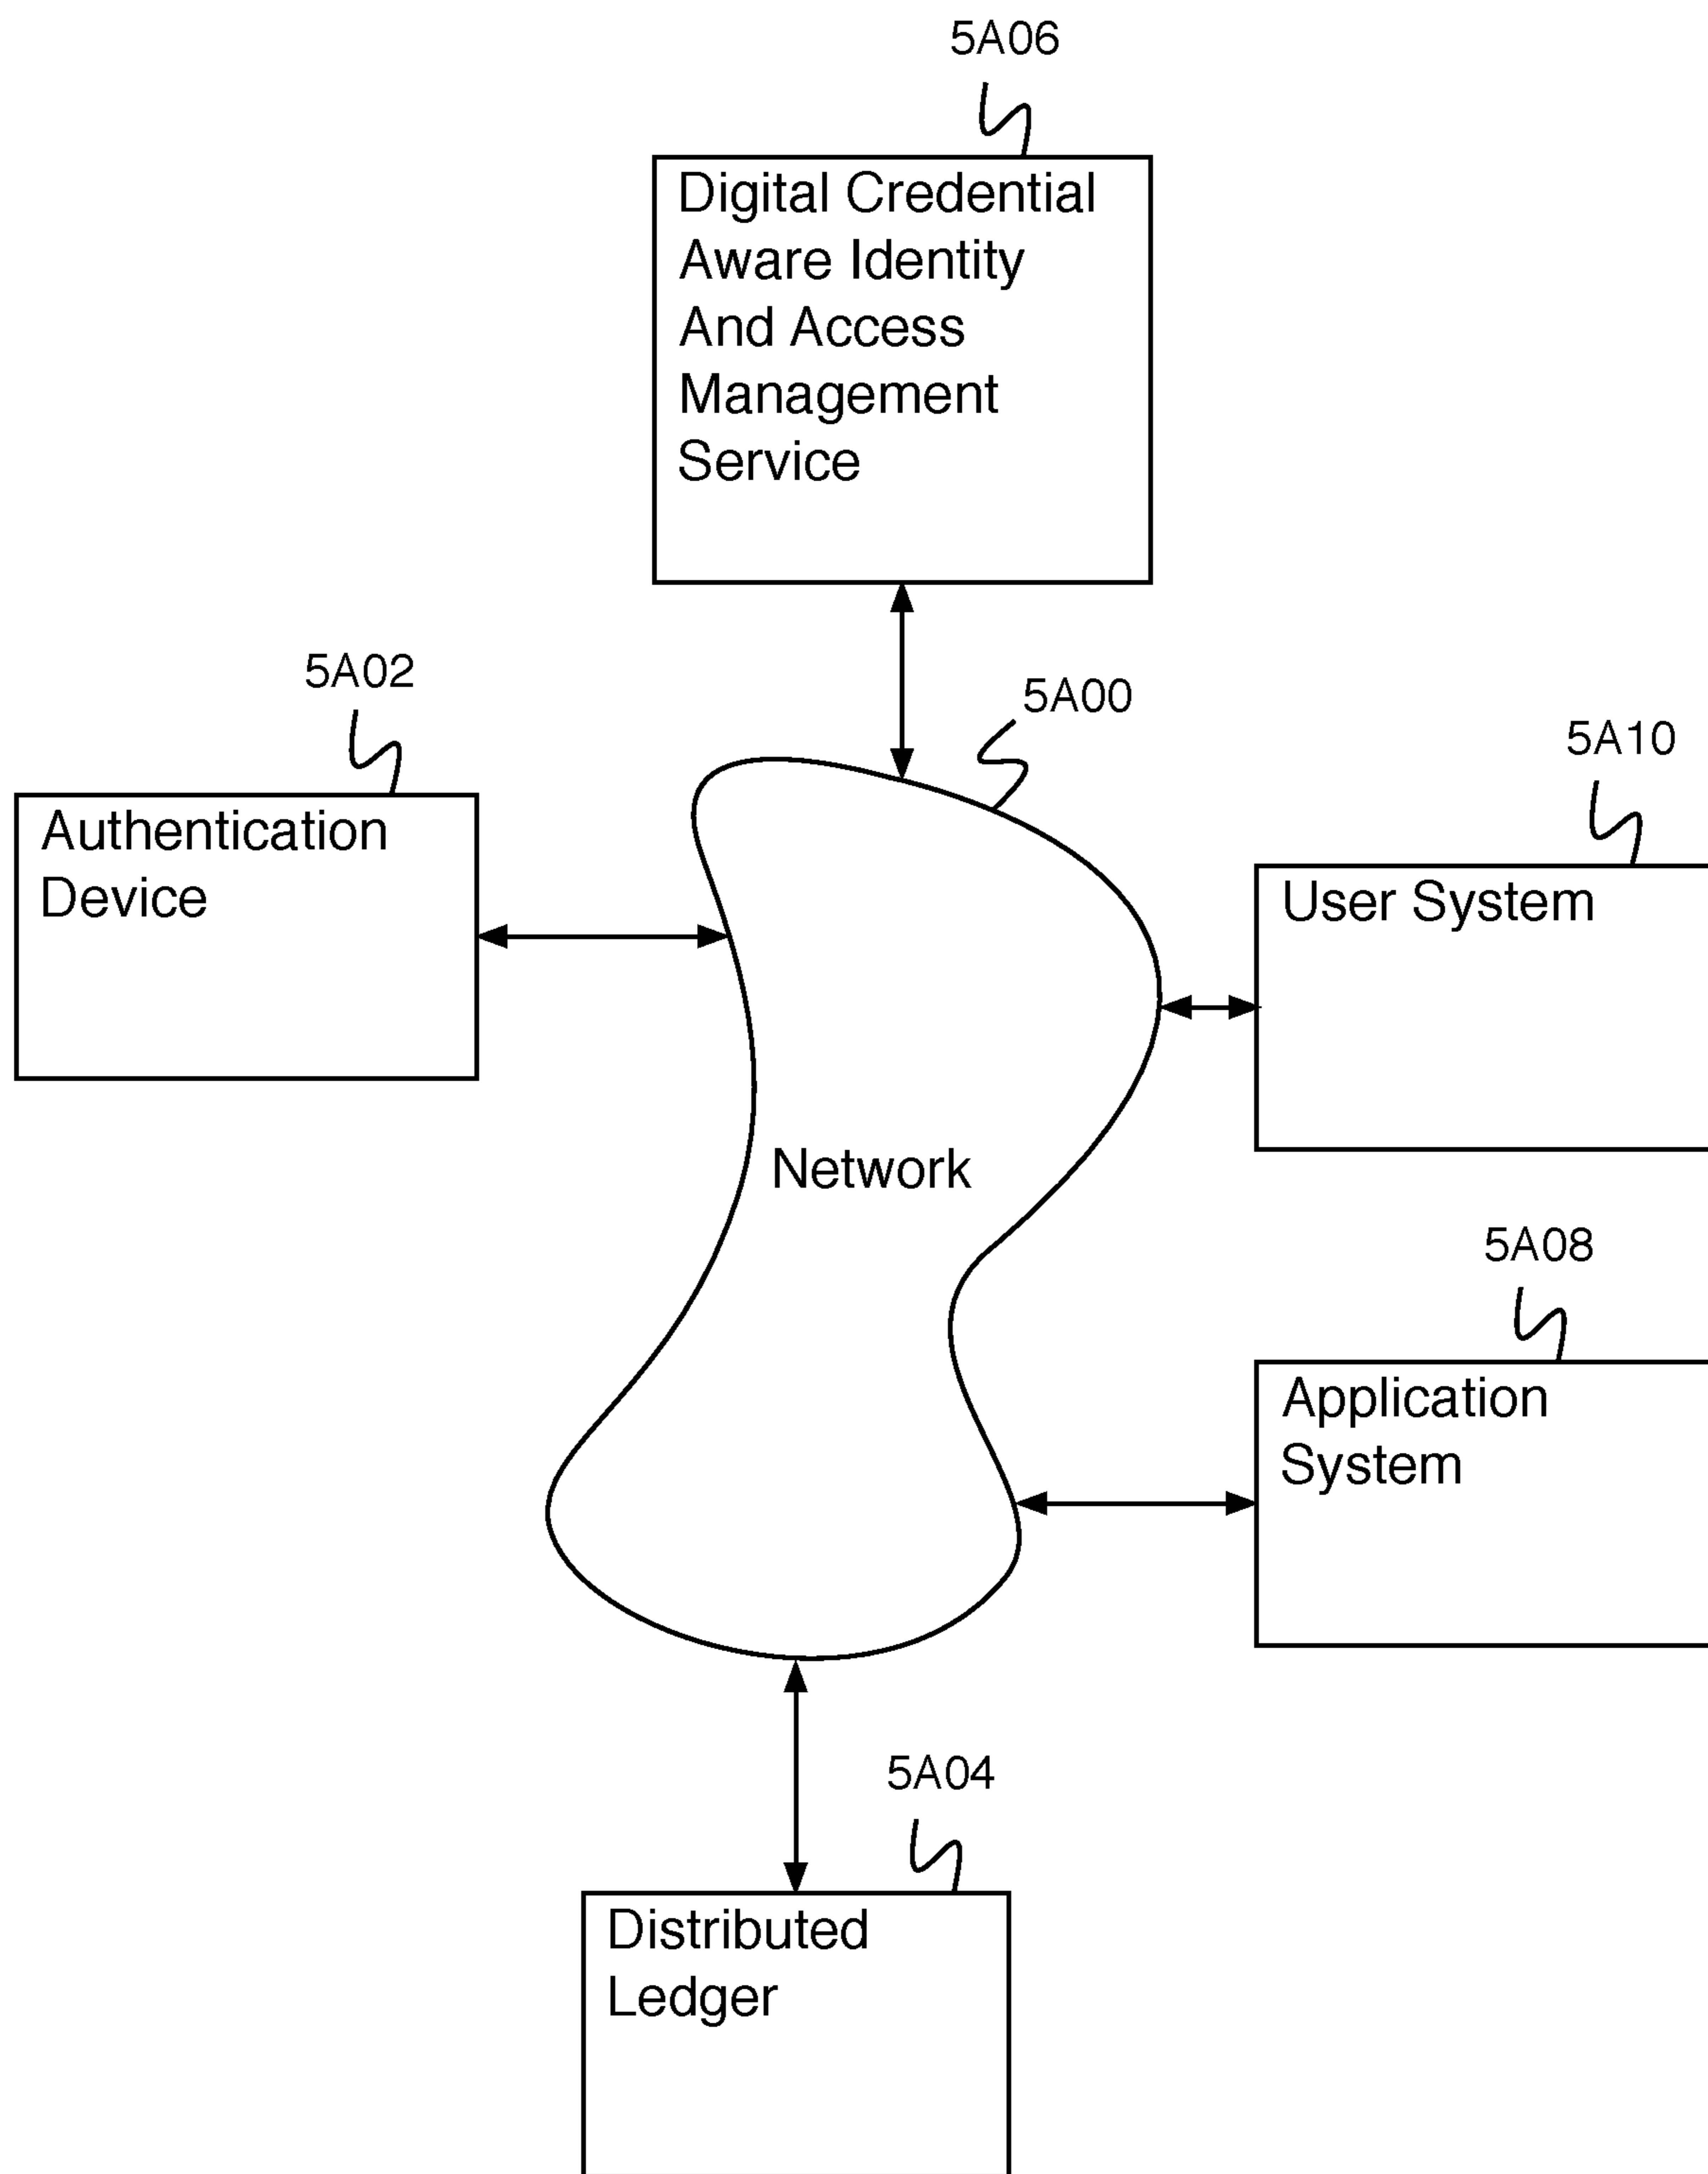 5A06
Digital Credential
Aware Identity
And Access
Management
Service
5A02
Authentication
Device
5A00
Network
5A10
User System
5A08
Application
System
5A04
Distributed
Ledger